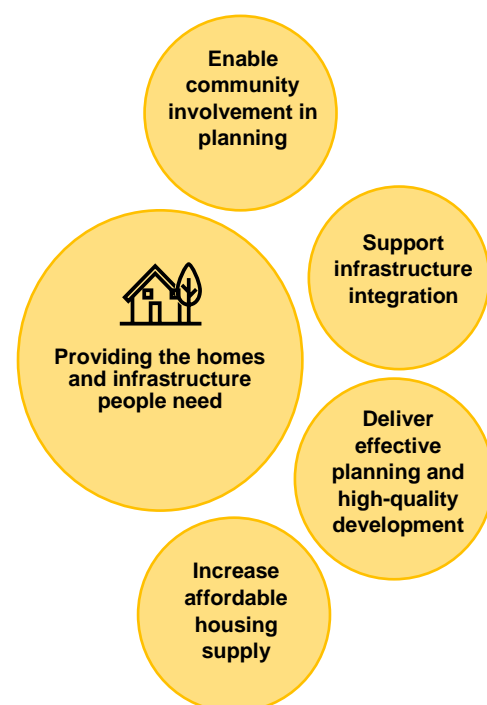 Enable
community
involvement in
planning
Support
infrastructure
integration
Providing the homes
and infrastructure
people need
Deliver
effective
planning and
high-quality
development
Increase
affordable
housing
supply